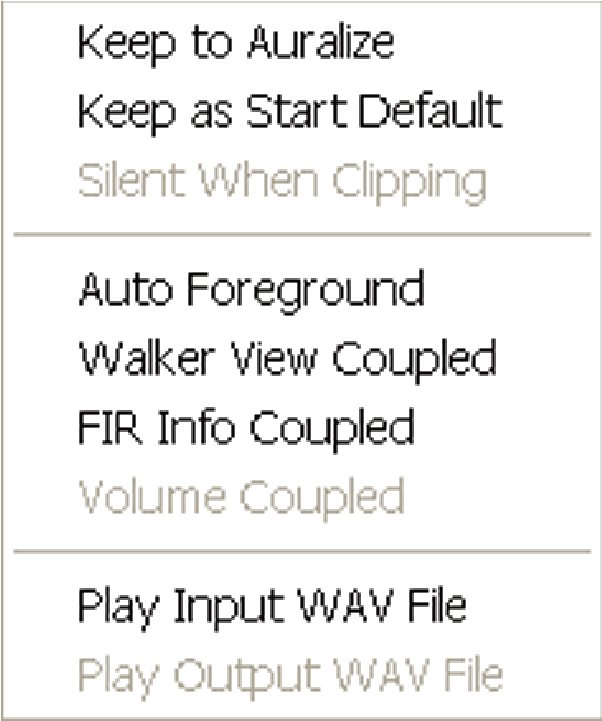 Keep to Auralize
Keep as Start Default
Silent When Clipping
Auto Foreground
Walker View Coupled
FIR Info Coupled
Volume Coupled
Play Input WAV File
Play Output WAV File